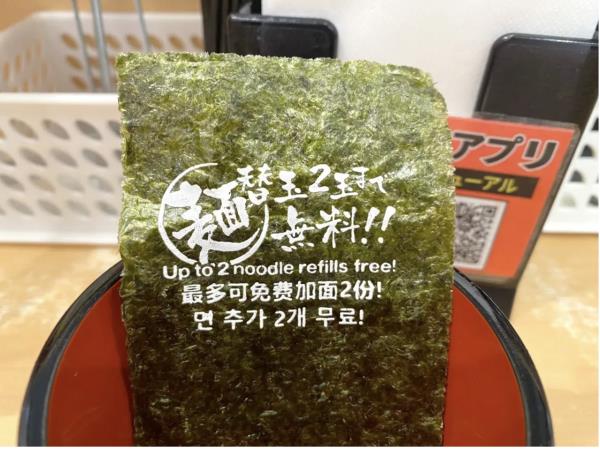 麺
替玉2玉まで
無料!!
Up to 2 noodle refills free!
最多可免费加面2份!
면 추가 2개 무료!
アプリ
ューアル